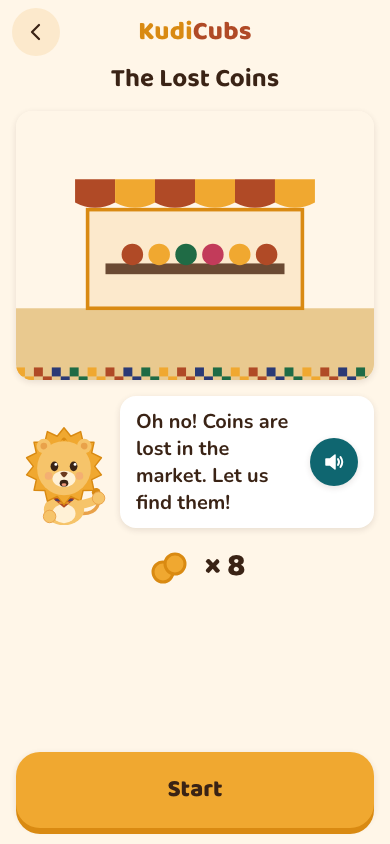 KudiCubs
The Lost Coins
Oh no! Coins are
lost in the
market. Let us
find them!
× 8
Start